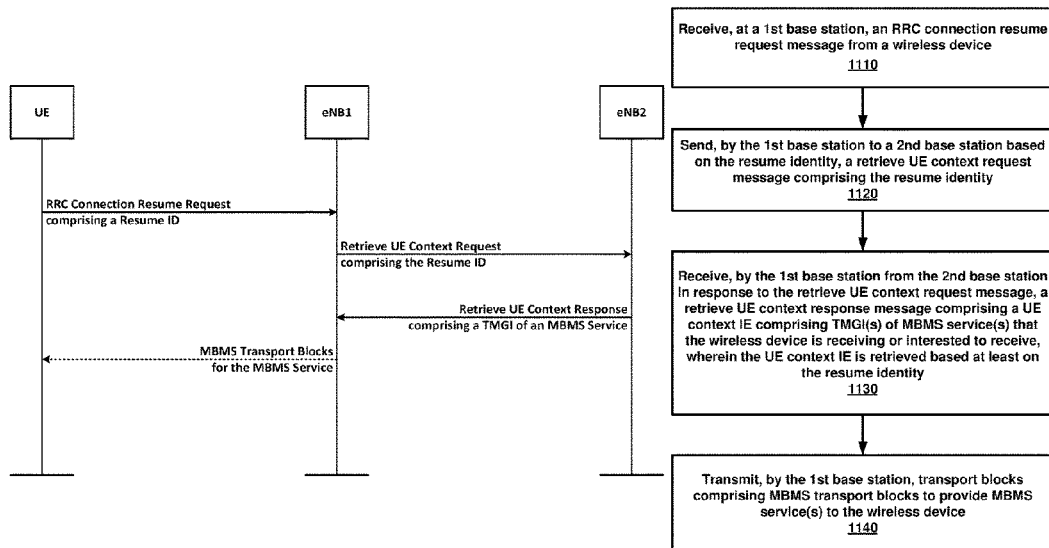 UE
eNB1
eNB2
RRC Connection Resume Request
comprising a Resume ID
Retrieve UE Context Request
comprising the Resume ID
Retrieve UE Context Response
comprising a TMGI of an MBMS Service
MBMS Transport Blocks
for the MBMS Service
Receive, at a 1st base station, an RRC connection resume
request message from a wireless device
1110
Send, by the 1st base station to a 2nd base station based
on the resume identity, a retrieve UE context request
message comprising the resume identity
1120
Receive, by the 1st base station from the 2nd base station
in response to the retrieve UE context request message, a
retrieve UE context response message comprising a UE
context IE comprising TMGI(s) of MBMS service(s) that
the wireless device is receiving or interested to receive,
wherein the UE context IE is retrieved based at least on
the resume identity
1130
Transmit, by the 1st base station, transport blocks
comprising MBMS transport blocks to provide MBMS
service(s) to the wireless device
1140